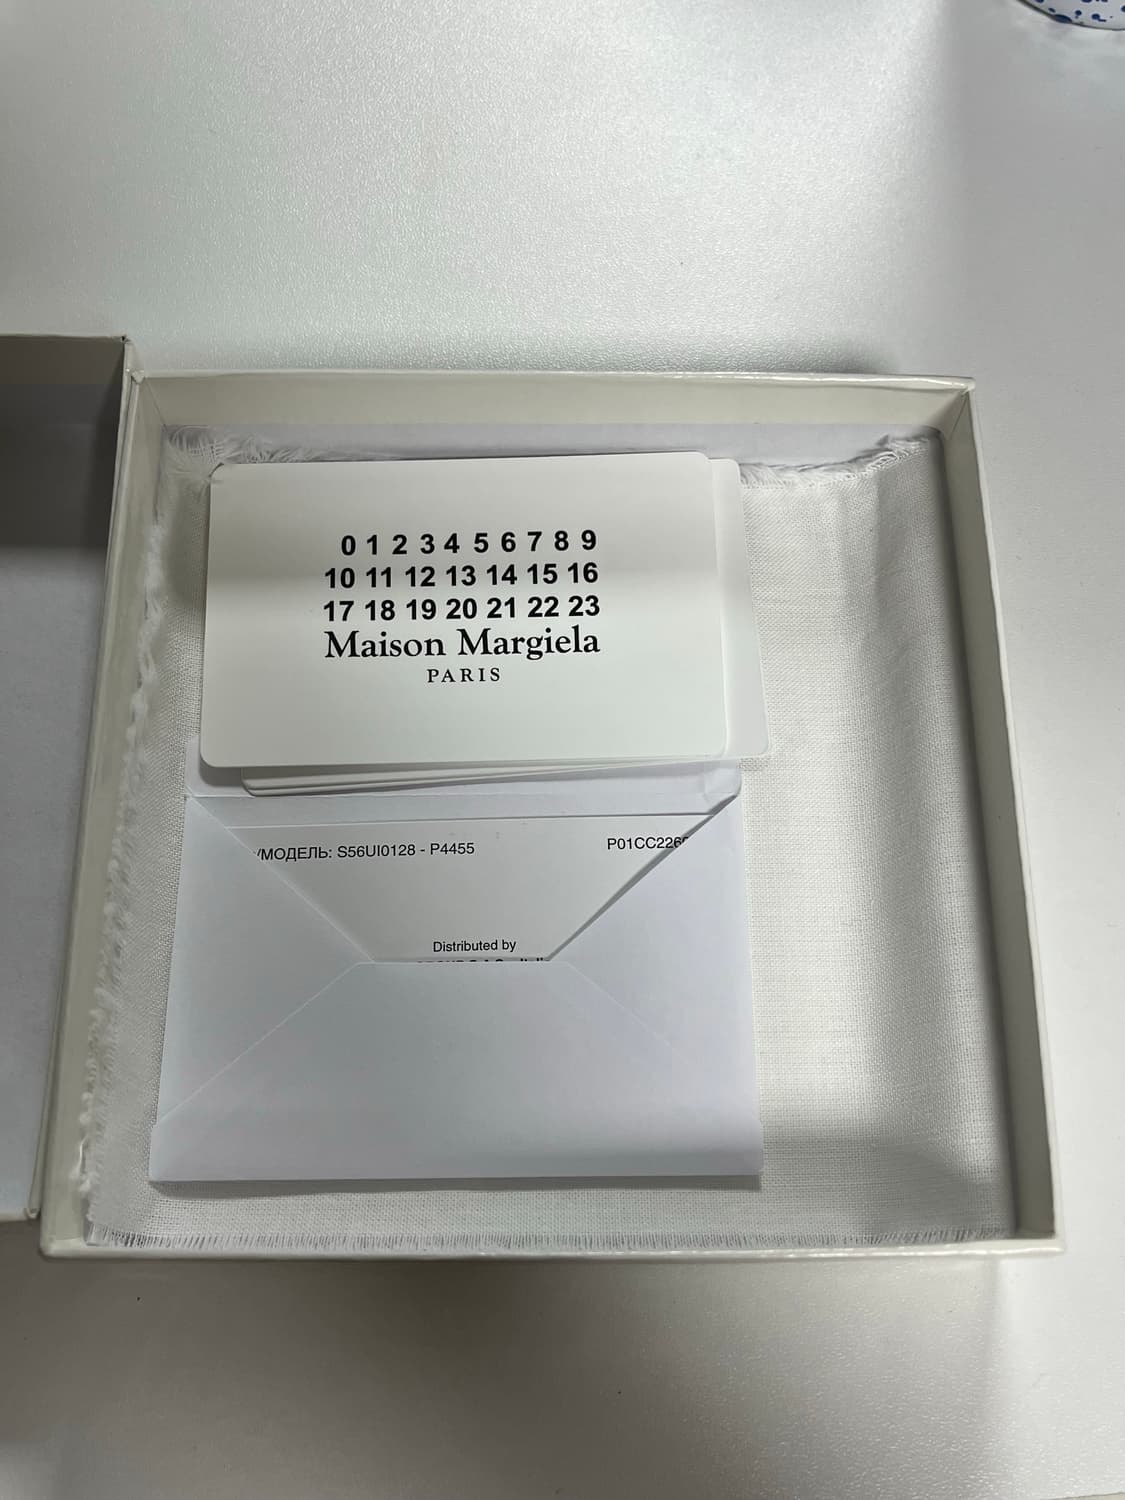 0 1 2 3 4 5 6 7 8 9
10 11 12 13 14 15 16
17 18 19 20 21 22 23
Maison Margiela
PARIS
/МОДЕЛЬ: S56UI0128 - P4455 P01CC226
Distributed by